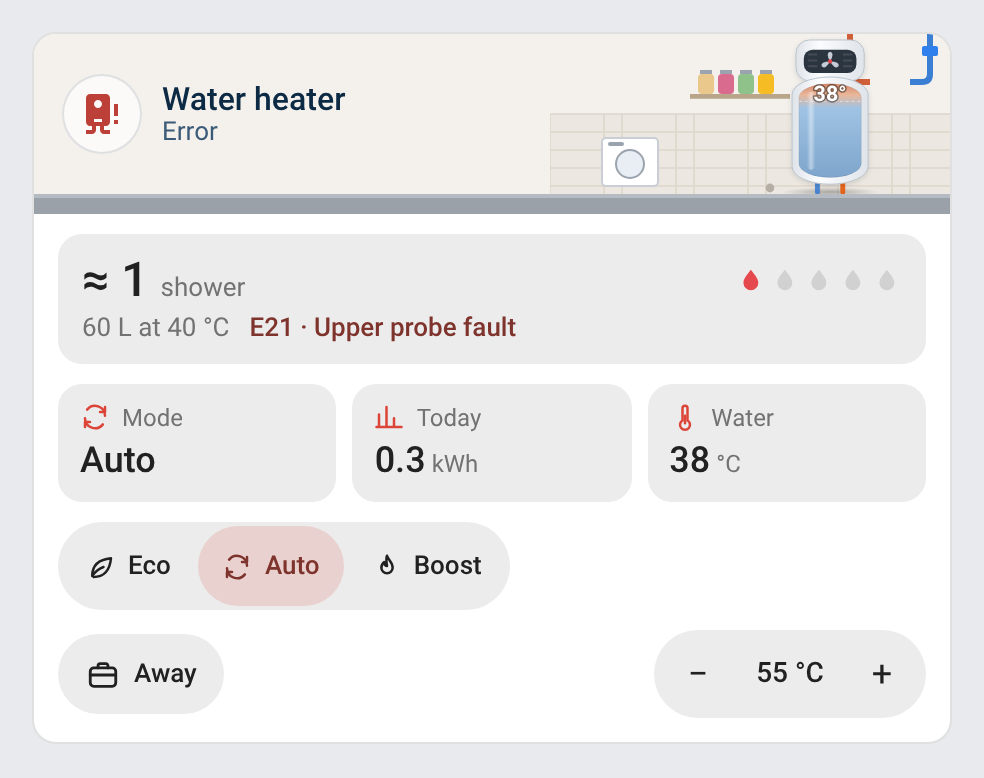 Water heater
Error
38°
≈ 1 shower
60 L at 40 °C E21 · Upper probe fault
Mode
Auto
Today
0.3 kWh
Water
38 °C
Eco
Auto
Boost
Away
− 55 °C +